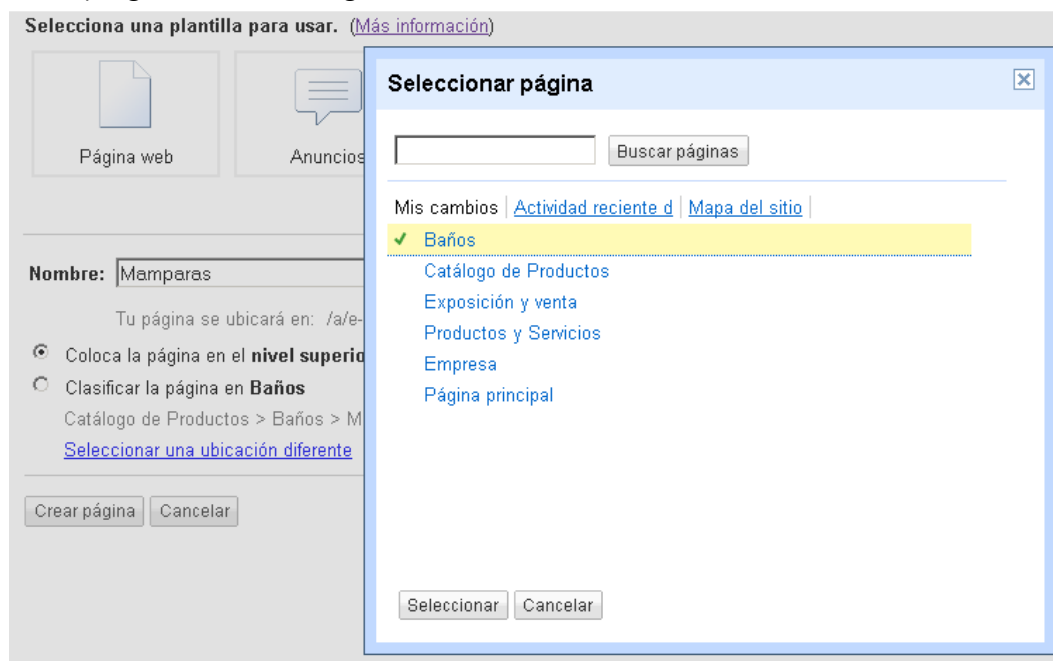 Selecciona una plantilla para usar. (Más información)
Página web
Anuncios
Nombre: Mamparas
Tu página se ubicará en: /a/e-
Coloca la página en el nivel superio
Clasificar la página en Baños
Catálogo de Productos > Baños > M
Seleccionar una ubicación diferente
Crear página Cancelar
Seleccionar página
Buscar páginas
Mis cambios Actividad reciente d Mapa del sitio
Baños
Catálogo de Productos
Exposición y venta
Productos y Servicios
Empresa
Página principal
Seleccionar Cancelar